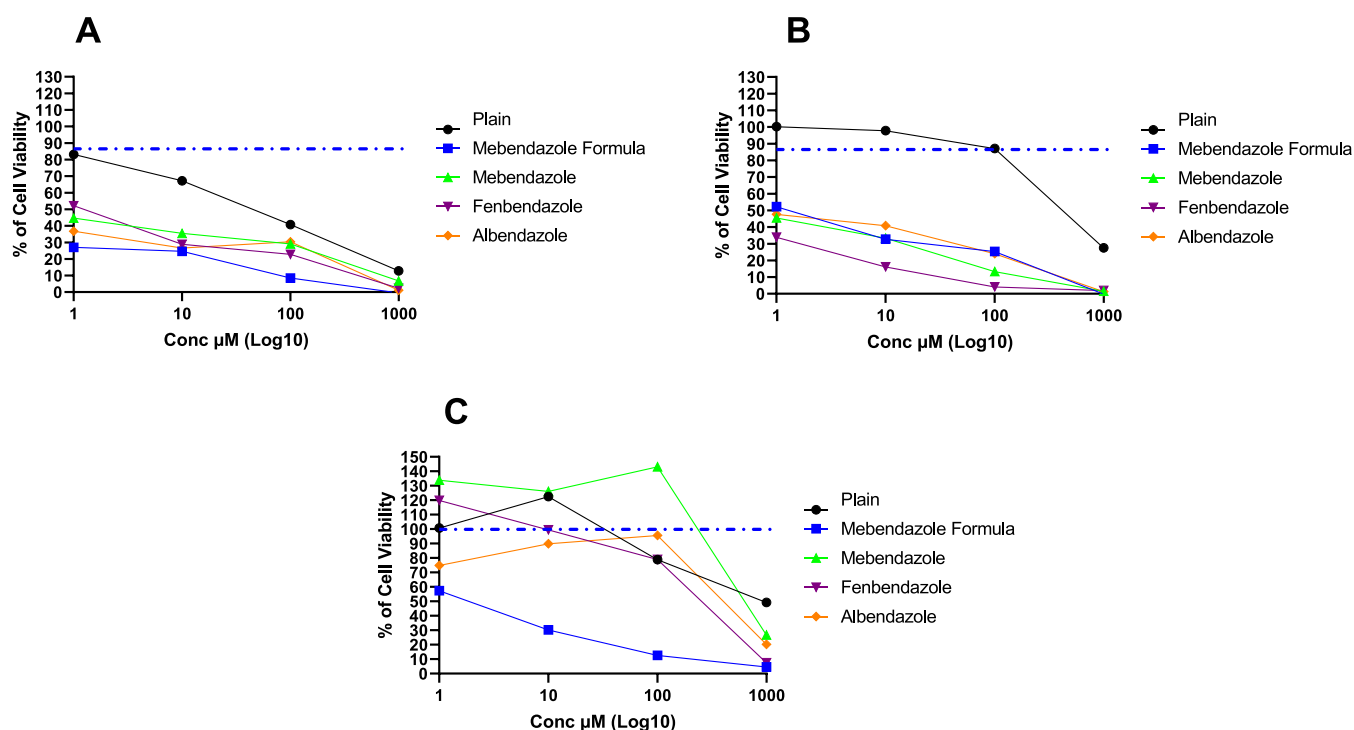 A
% of Cell Viability
130
120
110
100
90
80
70
60
50
40
30
20
10
0
1 10 100 1000
Conc µM (Log10)
Plain
Mebendazole Formula
Mebendazole
Fenbendazole
Albendazole
B
% of Cell Viability
130
120
110
100
90
80
70
60
50
40
30
20
10
0
1 10 100 1000
Conc µM (Log10)
Plain
Mebendazole Formula
Mebendazole
Fenbendazole
Albendazole
C
% of Cell Viability
150
140
130
120
110
100
90
80
70
60
50
40
30
20
10
0
1 10 100 1000
Conc µM (Log10)
Plain
Mebendazole Formula
Mebendazole
Fenbendazole
Albendazole